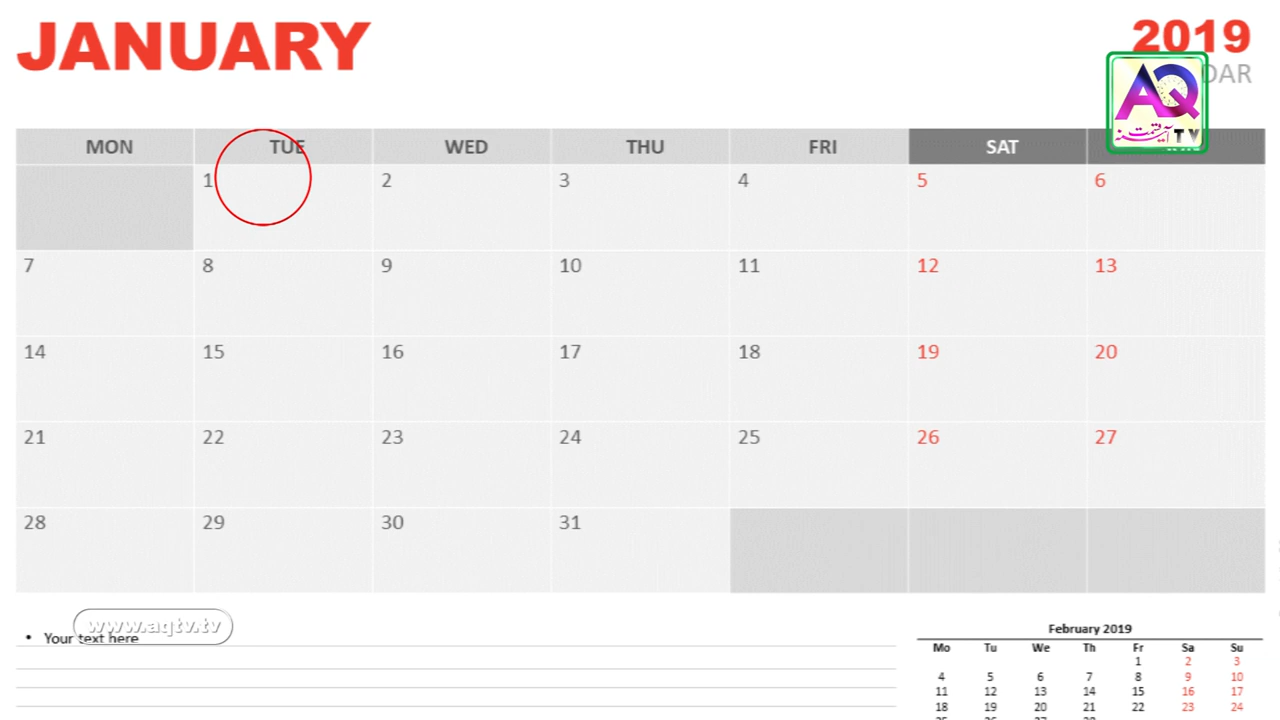 JANUARY
2019
DAR
AQ
TV
MON TUE WED THU FRI SAT
1 2 3 4 5 6
7 8 9 10 11 12 13
14 15 16 17 18 19 20
21 22 23 24 25 26 27
28 29 30 31
www.aqtv.tv
• Your text here
February 2019
Mo Tu We Th Fr Sa Su
1 2 3
4 5 6 7 8 9 10
11 12 13 14 15 16 17
18 19 20 21 22 23 24